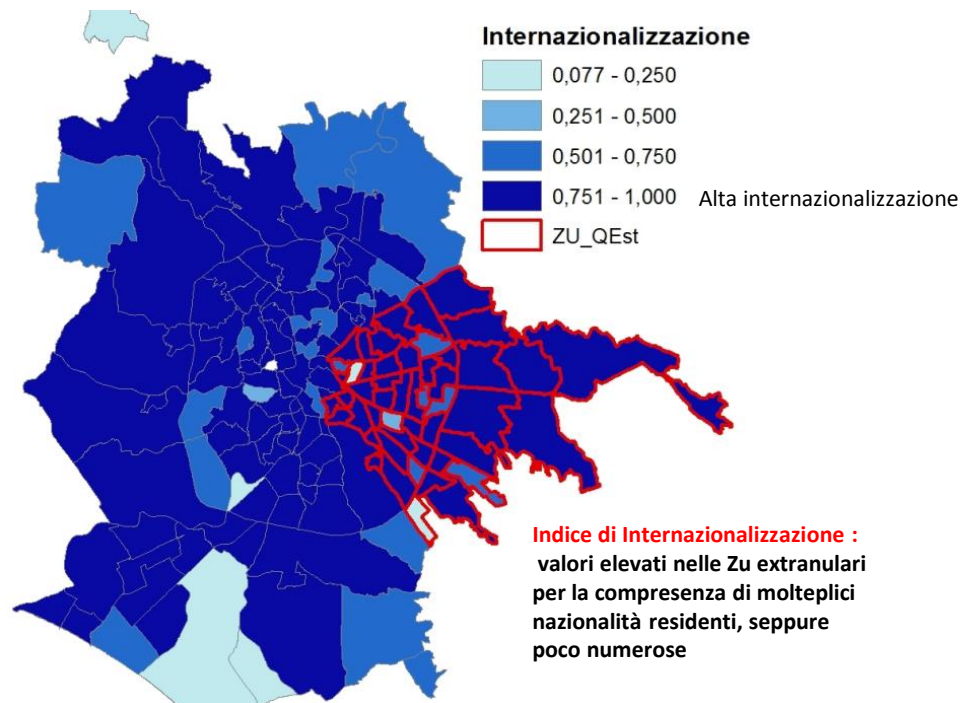 Internazionalizzazione
0,077 - 0,250
0,251 - 0,500
0,501 - 0,750
0,751 - 1,000 Alta internazionalizzazione
ZU_QEst
Indice di Internazionalizzazione :
valori elevati nelle Zu extranulari
per la compresenza di molteplici
nazionalità residenti, seppure
poco numerose